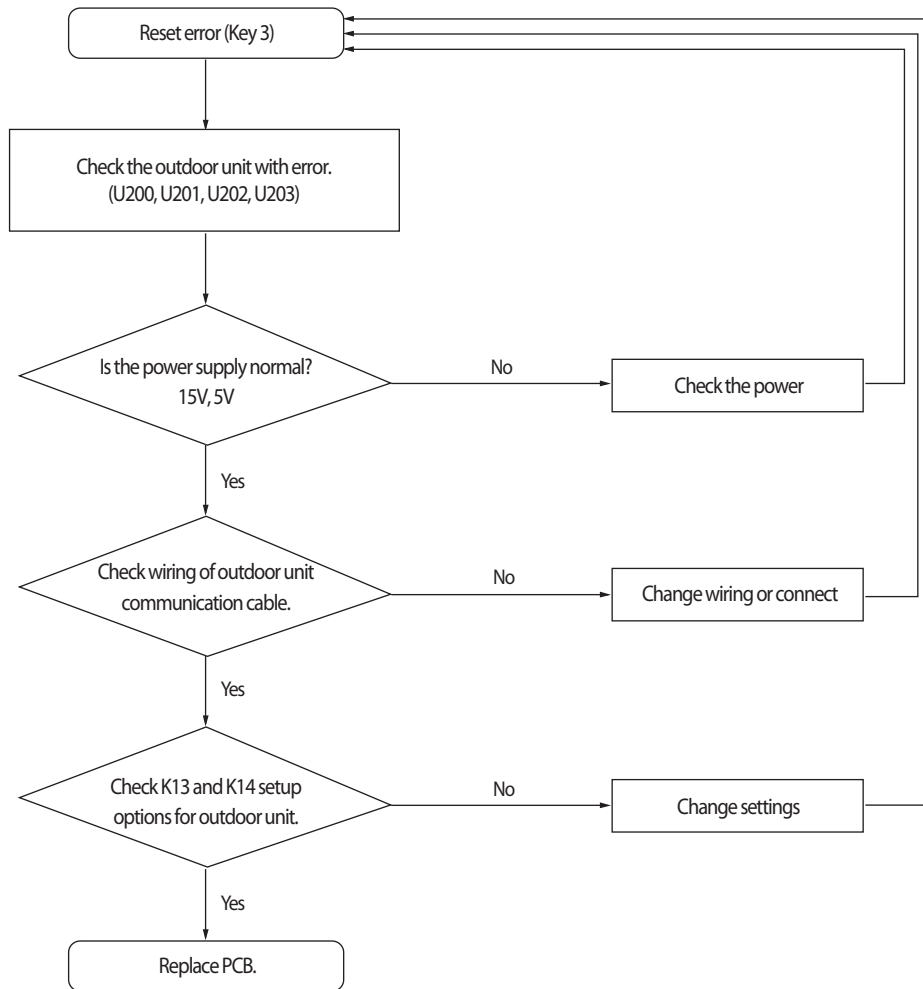 Reset error (Key 3)
Check the outdoor unit with error.
(U200, U201, U202, U203)
Is the power supply normal?
15V, 5V
No
Check the power
Yes
Check wiring of outdoor unit
communication cable.
No
Change wiring or connect
Yes
Check K13 and K14 setup
options for outdoor unit.
No
Change settings
Yes
Replace PCB.